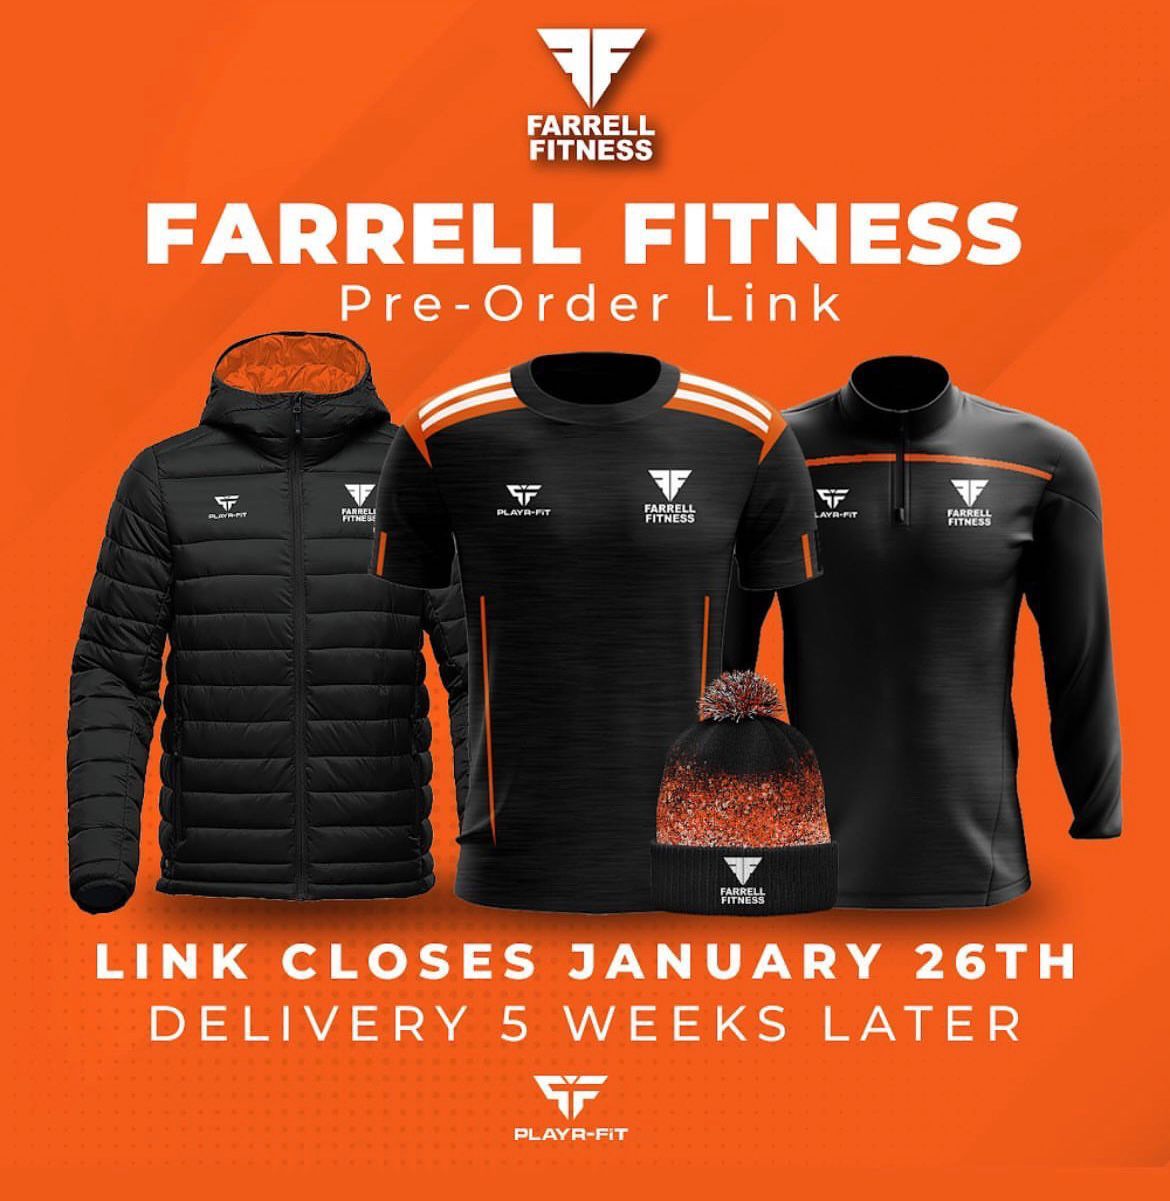 FARRELL
FITNESS
FARRELL FITNESS
Pre-Order Link
PLAYR-FiT
FARRELL
FITNESS
PLAYR-FiT
FARRELL
FITNESS
LAYR-FiT
FARRELL
FITNESS
FARRELL
FITNESS
LINK CLOSES JANUARY 26TH
DELIVERY 5 WEEKS LATER
PLAYR-FiT